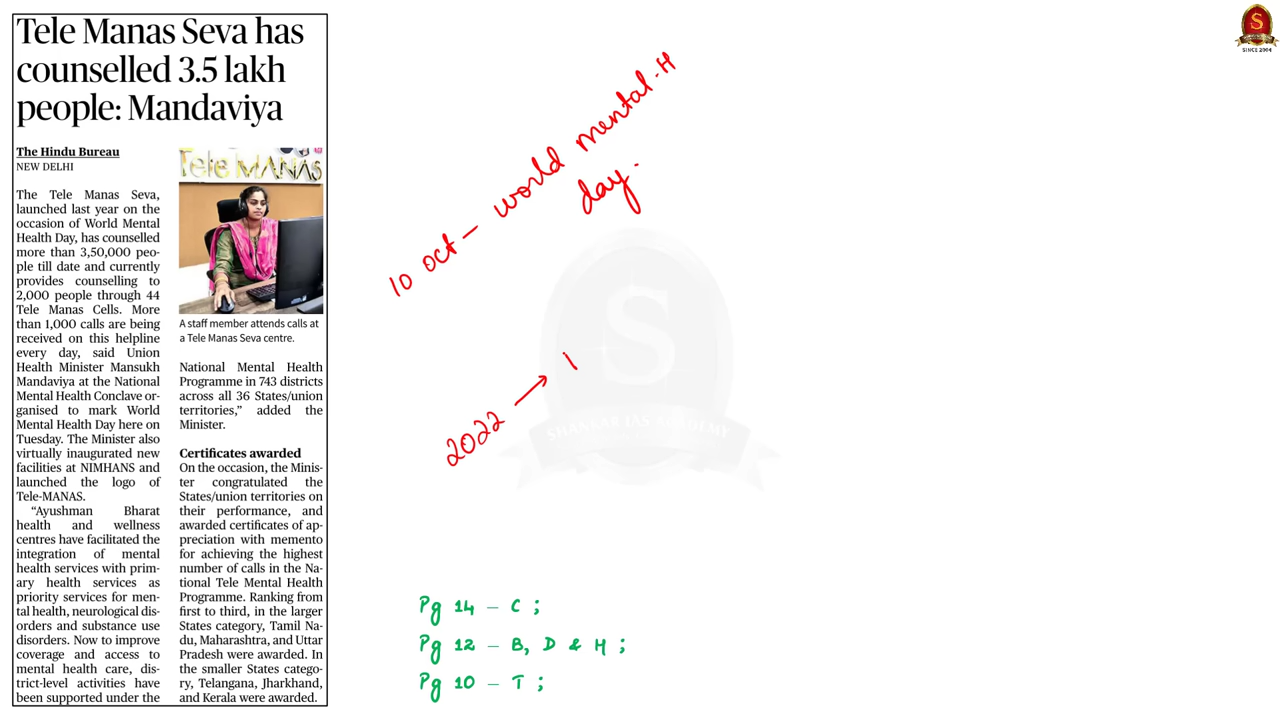 Tele Manas Seva has
counselled 3.5 lakh
people: Mandaviya
The Hindu Bureau
NEW DELHI
The Tele Manas Seva,
launched last year on the
occasion of World Mental
Health Day, has counselled
more than 3,50,000 peo-
ple till date and currently
provides counselling to
2,000 people through 44
Tele Manas Cells. More
than 1,000 calls are being
received on this helpline
every day, said Union
Health Minister Mansukh
Mandaviya at the National
Mental Health Conclave or-
ganised to mark World
Mental Health Day here on
Tuesday. The Minister also
virtually inaugurated new
facilities at NIMHANS and
launched the logo of
Tele-MANAS.
"Ayushman Bharat
health and wellness
centres have facilitated the
integration of mental
health services with prim-
ary health services as
priority services for men-
tal health, neurological dis-
orders and substance use
disorders. Now to improve
coverage and access to
mental health care, dis-
trict-level activities have
been supported under the
Tele MANAS
A staff member attends calls at
a Tele Manas Seva centre.
National Mental Health
Programme in 743 districts
across all 36 States/union
territories," added the
Minister.
Certificates awarded
On the occasion, the Minis-
ter congratulated the
States/union territories on
their performance, and
awarded certificates of ap-
preciation with memento
for achieving the highest
number of calls in the Na-
tional Tele Mental Health
Programme. Ranking from
first to third, in the larger
States category, Tamil Na-
du, Maharashtra, and Uttar
Pradesh were awarded. In
the smaller States catego-
ry, Telangana, Jharkhand,
and Kerala were awarded.
10 oct - world mental-H
day.
2022 → 1
S
SHANKAR IAS ACADEMY
Pg 14 - C ;
Pg 12 - B, D & H ;
Pg 10 - T ;
S
SINCE 2004